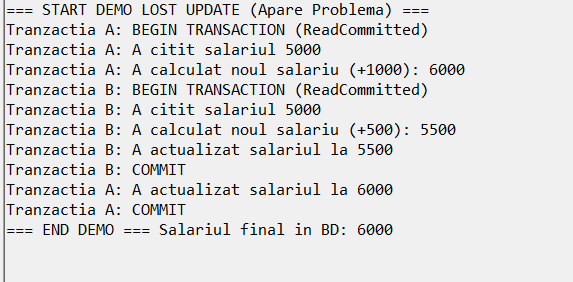 === START DEMO LOST UPDATE (Apare Problema) ===
Tranzactia A: BEGIN TRANSACTION (ReadCommitted)
Tranzactia A: A citit salariul 5000
Tranzactia A: A calculat noul salariu (+1000): 6000
Tranzactia B: BEGIN TRANSACTION (ReadCommitted)
Tranzactia B: A citit salariul 5000
Tranzactia B: A calculat noul salariu (+500): 5500
Tranzactia B: A actualizat salariul la 5500
Tranzactia B: COMMIT
Tranzactia A: A actualizat salariul la 6000
Tranzactia A: COMMIT
=== END DEMO === Salariul final in BD: 6000